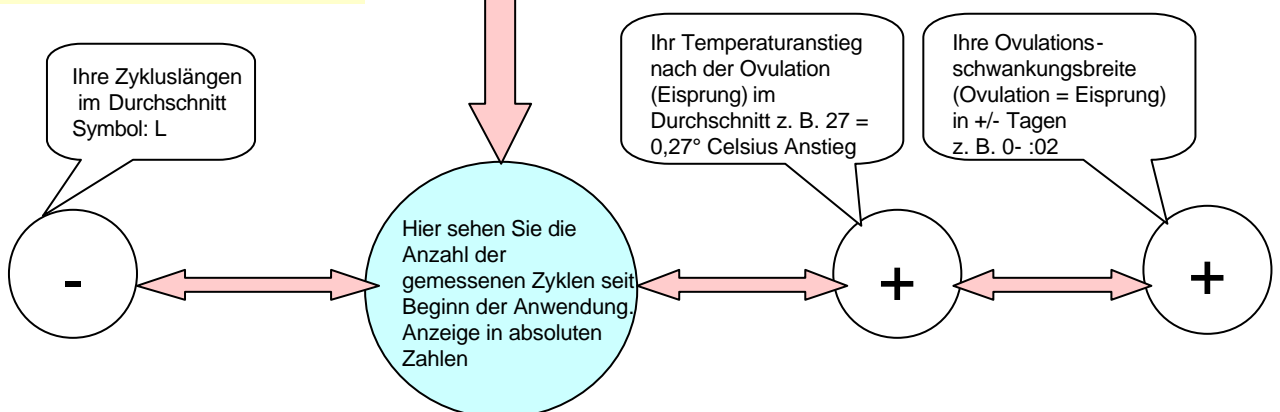 Ihre Zykluslängen
im Durchschnitt
Symbol: L
Ihr Temperaturanstieg
nach der Ovulation
(Eisprung) im
Durchschnitt z. B. 27 =
0,27° Celsius Anstieg
Ihre Ovulations-
schwankungsbreite
(Ovulation = Eisprung)
in +/- Tagen
z. B. 0- :02
-
Hier sehen Sie die
Anzahl der
gemessenen Zyklen seit
Beginn der Anwendung.
Anzeige in absoluten
Zahlen
+
+